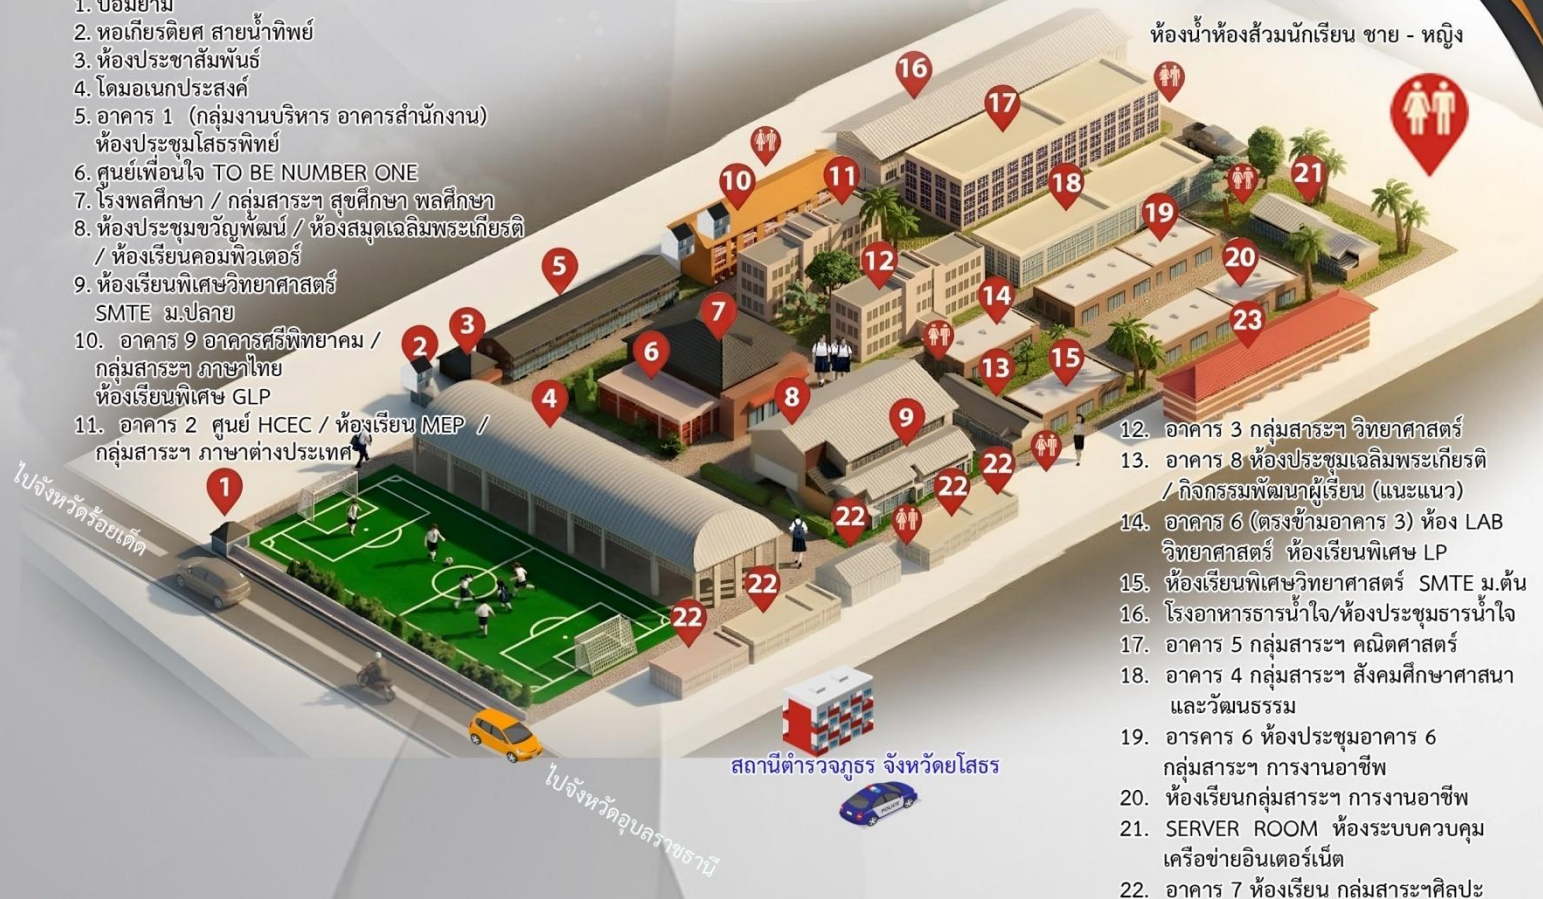 1. ป้อมยาม
2. หอเกียรติยศ สายน้ำทิพย์
3. ห้องประชาสัมพันธ์
4. โดมอเนกประสงค์
5. อาคาร 1 (กลุ่มงานบริหาร อาคารสำนักงาน)
ห้องประชุมโสธรพิทย์
6. ศูนย์เพื่อนใจ TO BE NUMBER ONE
7. โรงพลศึกษา / กลุ่มสาระฯ สุขศึกษา พลศึกษา
8. ห้องประชุมขวัญพัฒน์ / ห้องสมุดเฉลิมพระเกียรติ
/ ห้องเรียนคอมพิวเตอร์
9. ห้องเรียนพิเศษวิทยาศาสตร์
SMTE ม.ปลาย
10. อาคาร 9 อาคารศรีพิทยาคม /
กลุ่มสาระฯ ภาษาไทย
ห้องเรียนพิเศษ GLP
11. อาคาร 2 ศูนย์ HCEC / ห้องเรียน MEP /
กลุ่มสาระฯ ภาษาต่างประเทศ
ห้องน้ำห้องส้วมนักเรียน ชาย - หญิง
16
17
10
11
18
21
19
5
12
20
14
7
23
3
2
6
13
15
4
8
9
22
22
1
22
22
22
ไปจังหวัดร้อยเอ็ด
ไปจังหวัดอุบลราชธานี
สถานีตำรวจภูธร จังหวัดยโสธร
POLICE
12. อาคาร 3 กลุ่มสาระฯ วิทยาศาสตร์
13. อาคาร 8 ห้องประชุมเฉลิมพระเกียรติ
/ กิจกรรมพัฒนาผู้เรียน (แนะแนว)
14. อาคาร 6 (ตรงข้ามอาคาร 3) ห้อง LAB
วิทยาศาสตร์ ห้องเรียนพิเศษ LP
15. ห้องเรียนพิเศษวิทยาศาสตร์ SMTE ม.ต้น
16. โรงอาหารธารน้ำใจ/ห้องประชุมธารน้ำใจ
17. อาคาร 5 กลุ่มสาระฯ คณิตศาสตร์
18. อาคาร 4 กลุ่มสาระฯ สังคมศึกษาศาสนา
และวัฒนธรรม
19. อารคาร 6 ห้องประชุมอาคาร 6
กลุ่มสาระฯ การงานอาชีพ
20. ห้องเรียนกลุ่มสาระฯ การงานอาชีพ
21. SERVER ROOM ห้องระบบควบคุม
เครือข่ายอินเตอร์เน็ต
22. อาคาร 7 ห้องเรียน กลุ่มสาระฯศิลปะ